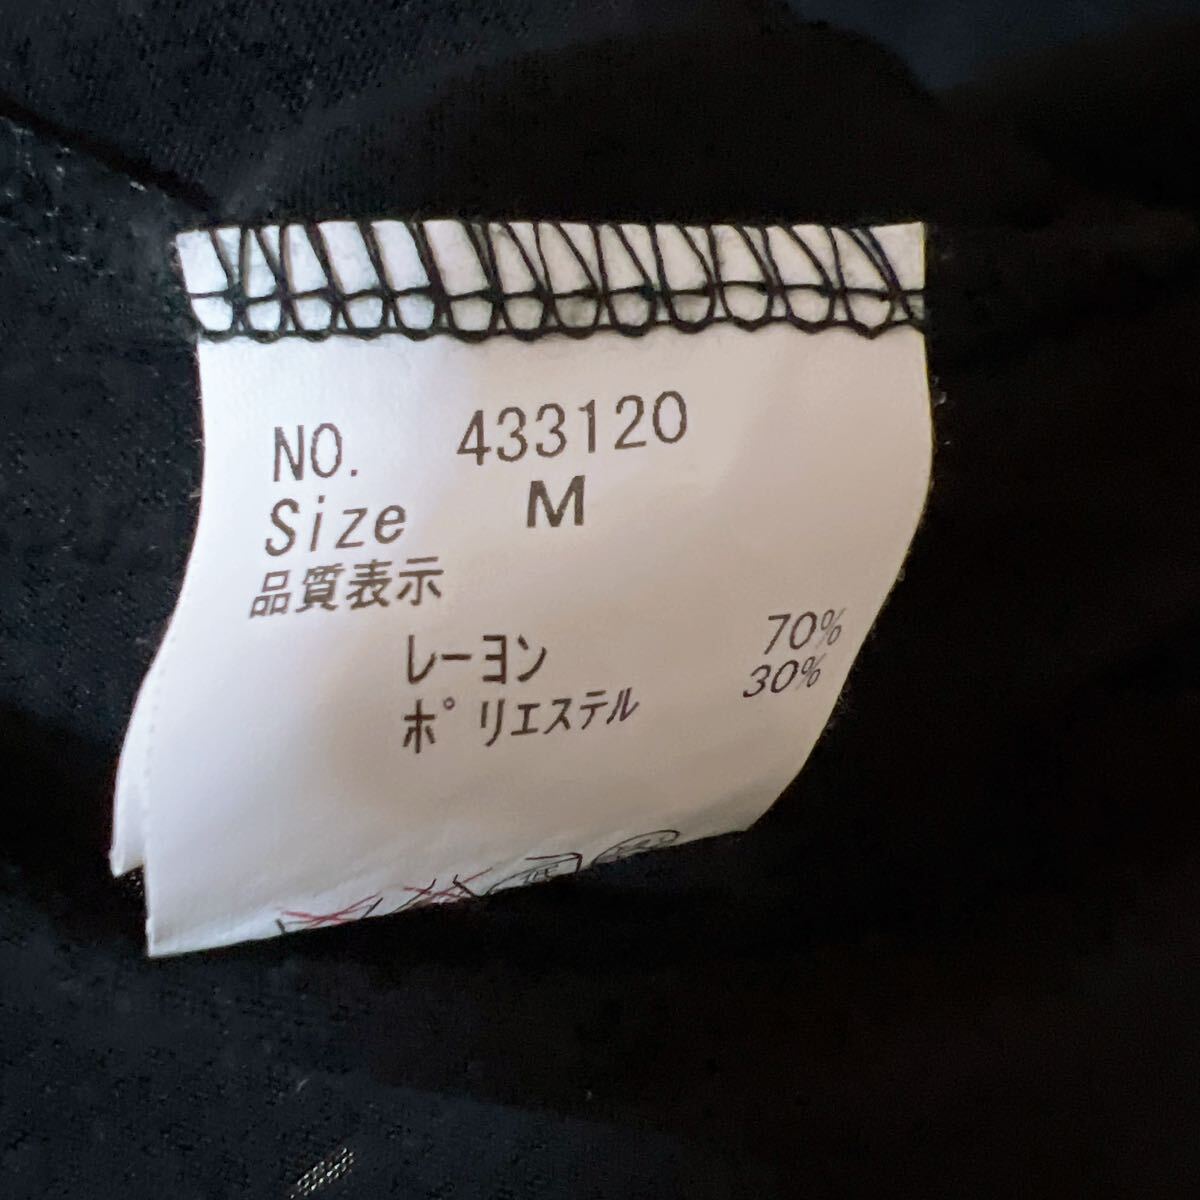 NO. 433120
Size M
品質表示
レーヨン 70%
ポリエステル 30%